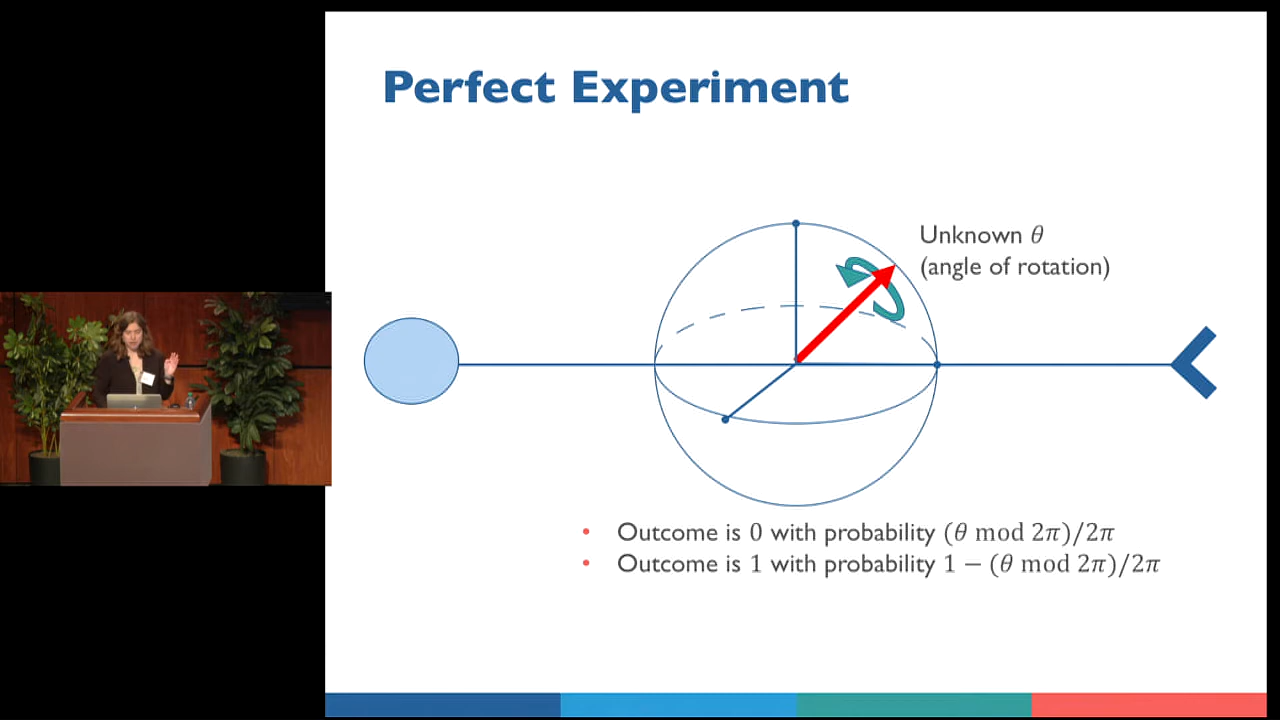 Perfect Experiment
Unknown θ
(angle of rotation)
• Outcome is 0 with probability (θ mod 2π)/2π
• Outcome is 1 with probability 1 − (θ mod 2π)/2π